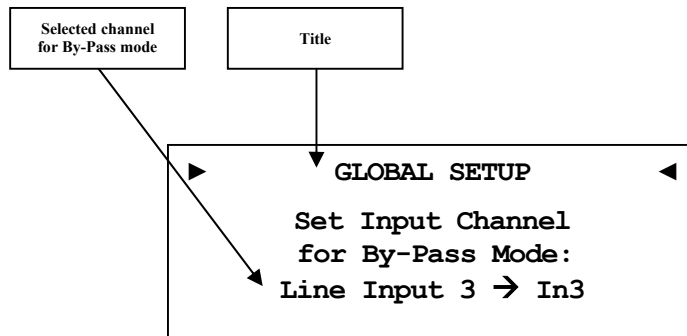 Selected channel
for By-Pass mode
Title
► GLOBAL SETUP ◄
Set Input Channel
for By-Pass Mode:
Line Input 3 → In3